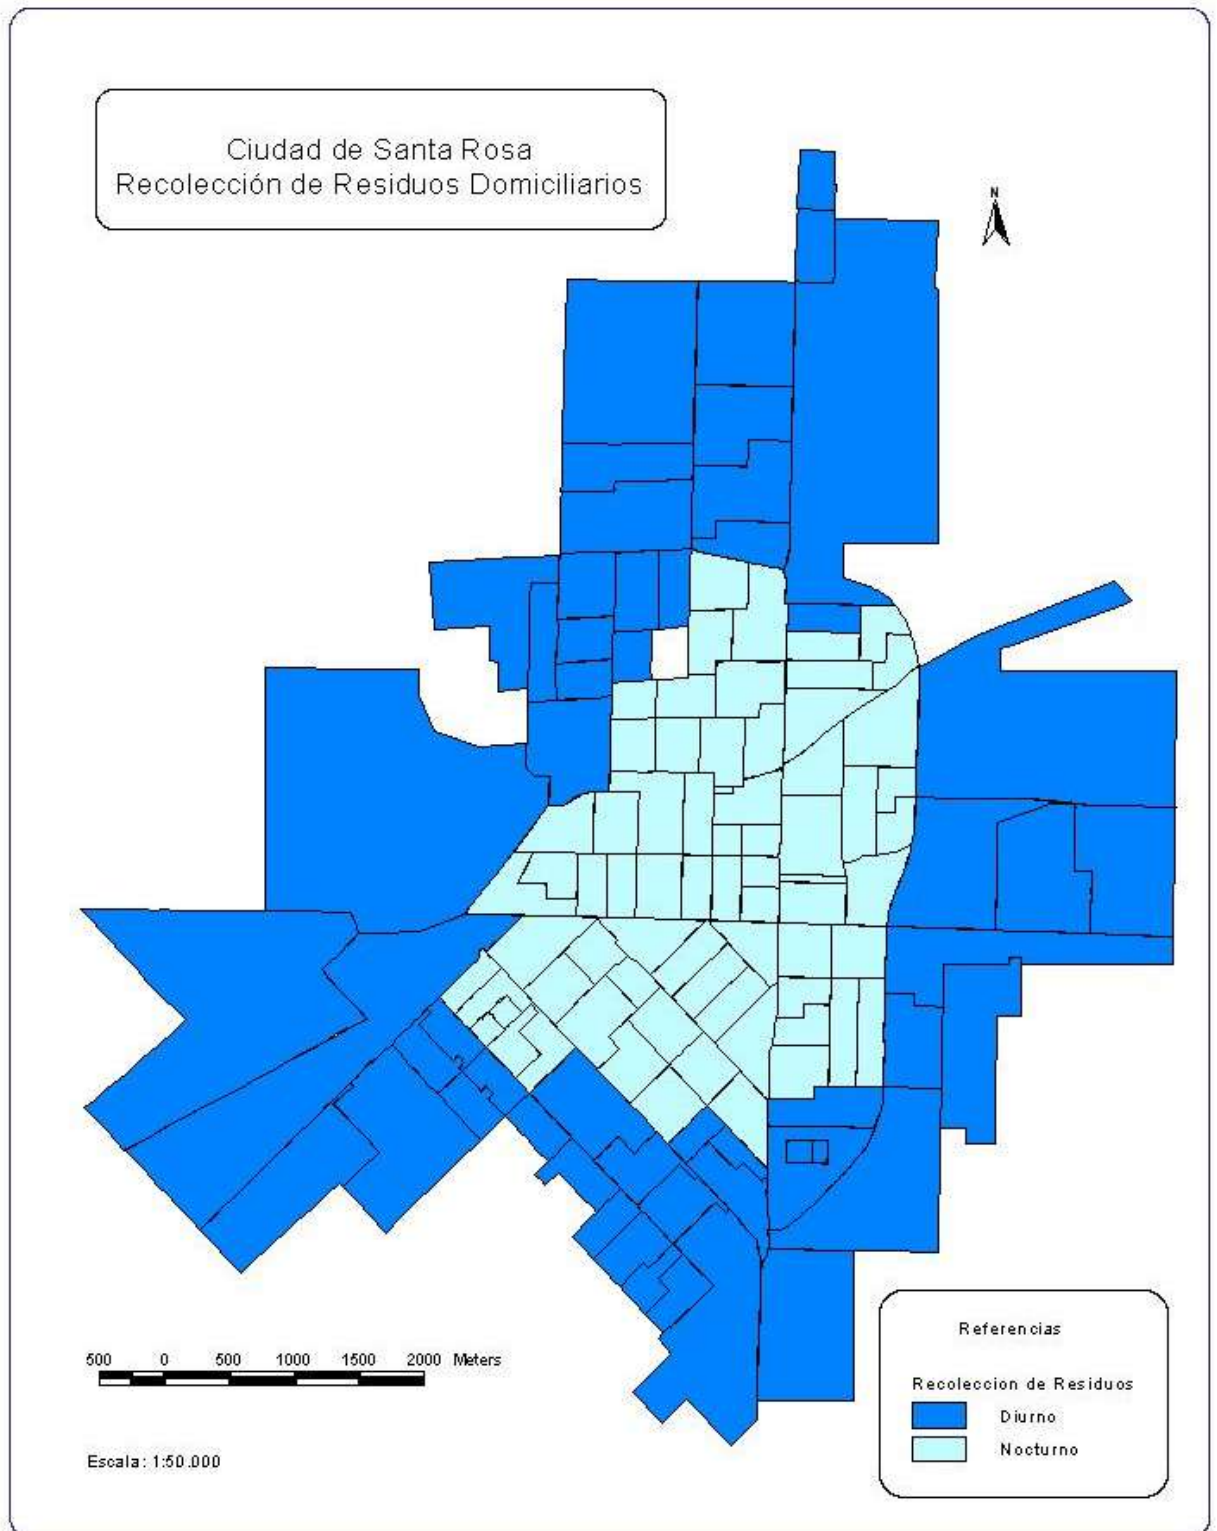 Ciudad de Santa Rosa
Recolección de Residuos Domiciliarios
N
500 0 500 1000 1500 2000 Meters
Escala: 1:50.000
Referencias
Recoleccion de Residuos
Diurno
Nocturno